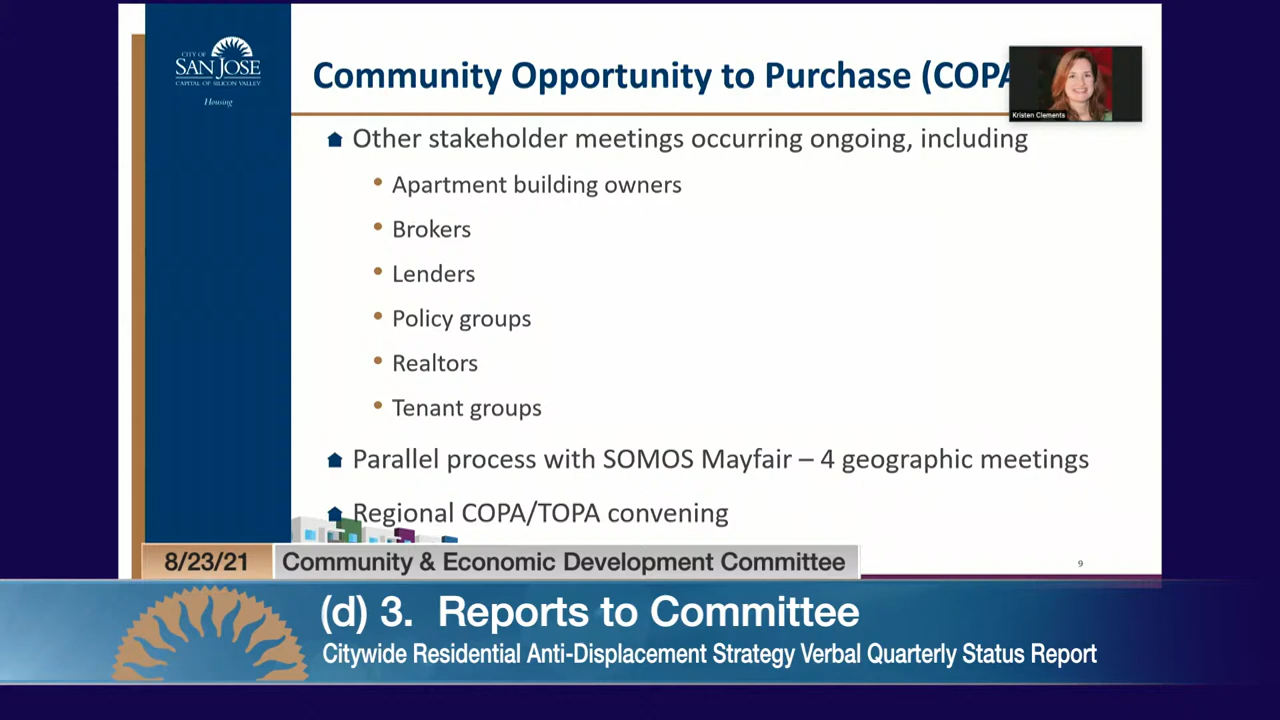 CITY OF
SAN JOSE
CAPITAL OF SILICON VALLEY
Housing
Community Opportunity to Purchase (COPA
Kristen Clements
Other stakeholder meetings occurring ongoing, including
Apartment building owners
Brokers
Lenders
Policy groups
Realtors
Tenant groups
Parallel process with SOMOS Mayfair – 4 geographic meetings
Regional COPA/TOPA convening
9
8/23/21 Community & Economic Development Committee
(d) 3. Reports to Committee
Citywide Residential Anti-Displacement Strategy Verbal Quarterly Status Report